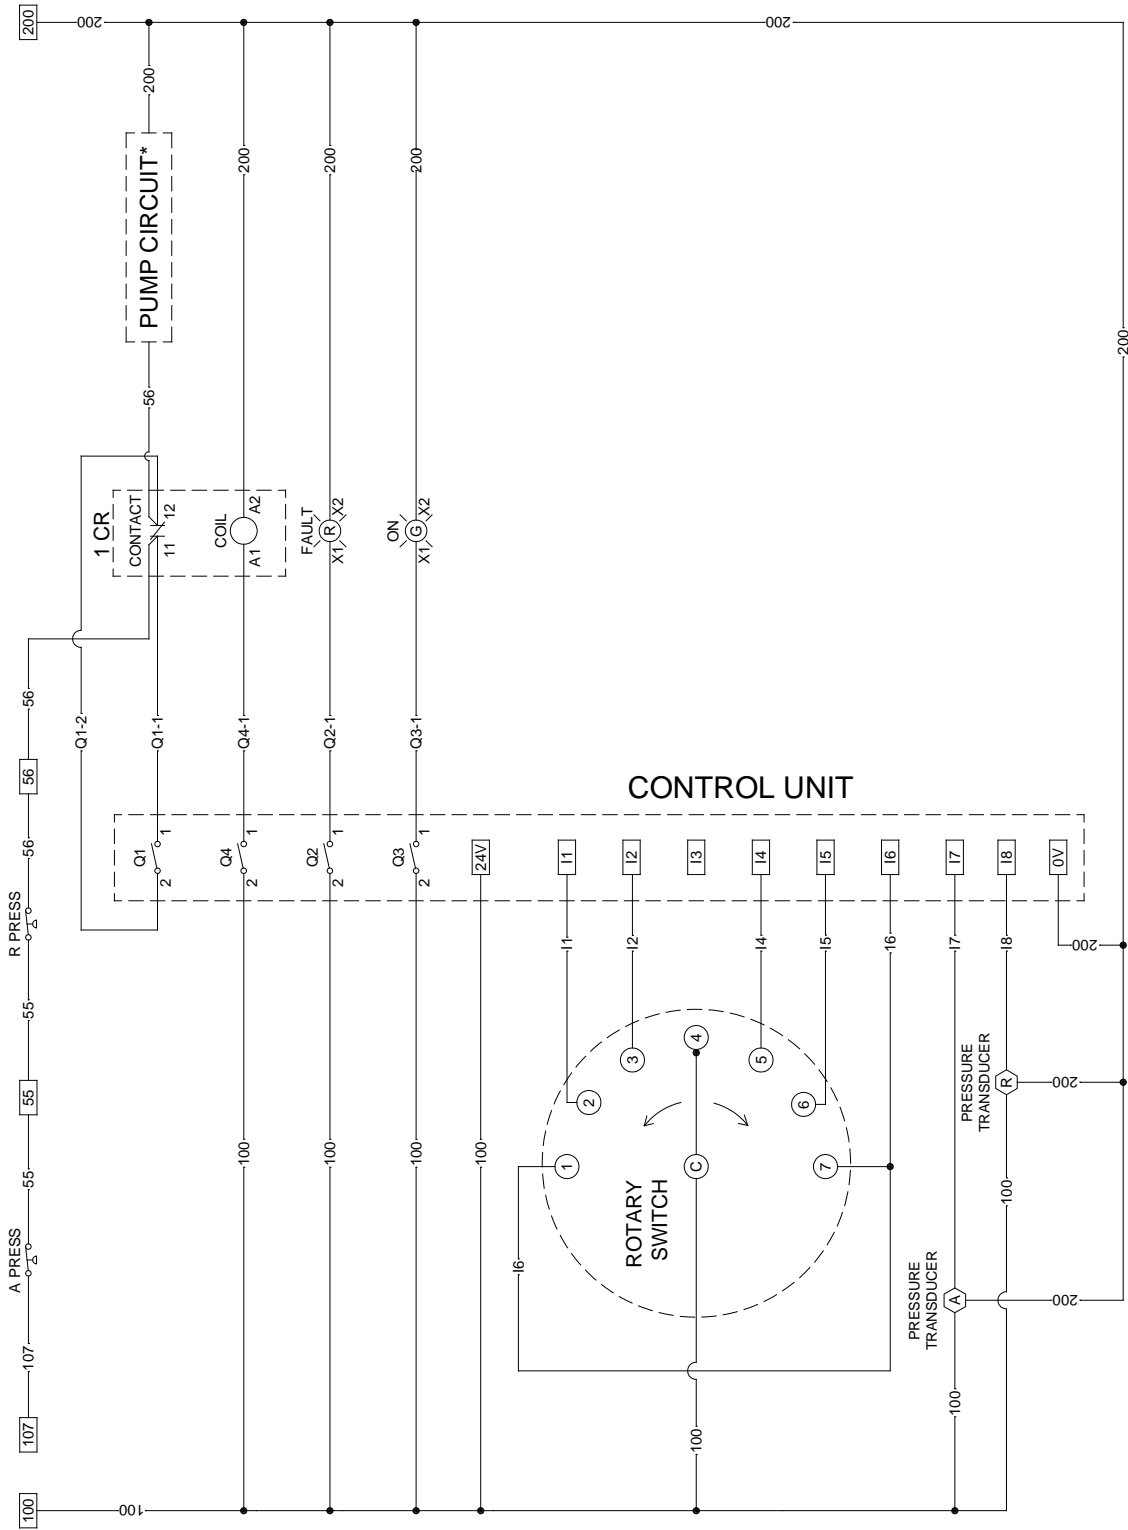 100
107
107
A PRESS
55
55
55
R PRESS
56
56
56
200
100
200
Q1-2
1 CR
Q1
2
1
Q1-1
CONTACT
11
12
56
PUMP CIRCUIT*
200
100
Q4
2
1
Q4-1
COIL
A1
A2
200
100
Q2
2
1
Q2-1
FAULT
X1
R
X2
200
100
Q3
2
1
Q3-1
ON
X1
G
X2
200
100
24V
I6
1
2
I1
I1
3
I2
I2
ROTARY
SWITCH
100
C
4
I3
CONTROL UNIT
5
I4
I4
200
7
6
I5
I5
16
I6
PRESSURE
TRANSDUCER
100
A
I7
I7
PRESSURE
TRANSDUCER
100
R
I8
I8
200
200
200
0V
200